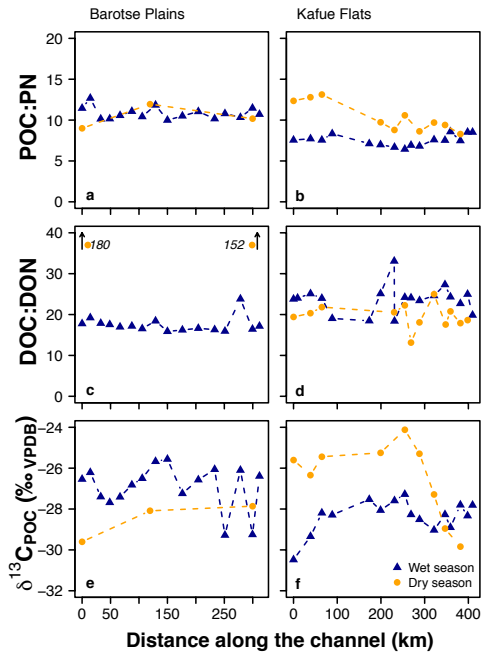 Barotse Plains Kafue Flats
POC:PN
20
15
10
5
0
a b
DOC:DON
40
30
20
10
0
180 152
c d
δ13CPOC (‰ VPDB)
−24
−26
−28
−30
−32
e f
Wet season
Dry season
0 50 150 250 0 100 200 300 400
Distance along the channel (km)